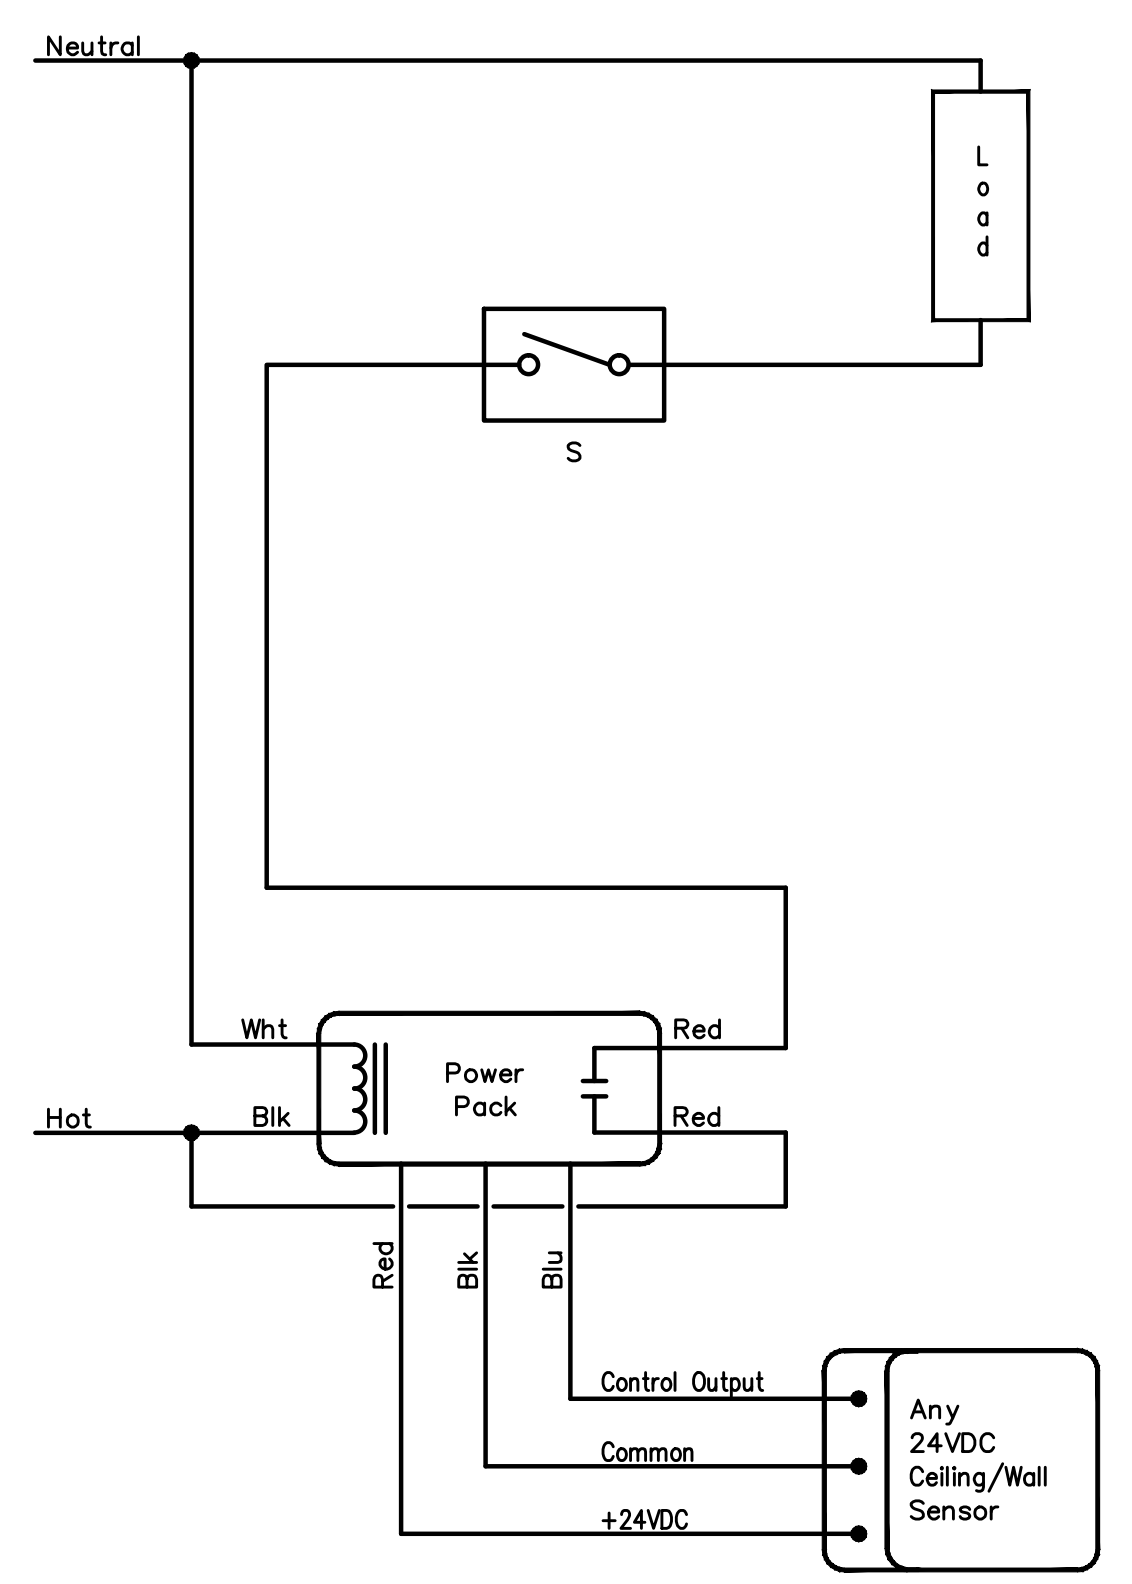 Neutral
Load
S
Wht
Red
Power
Pack
Hot
Blk
Red
Red
Blk
Blu
Control Output
Common
+24VDC
Any
24VDC
Ceiling/Wall
Sensor